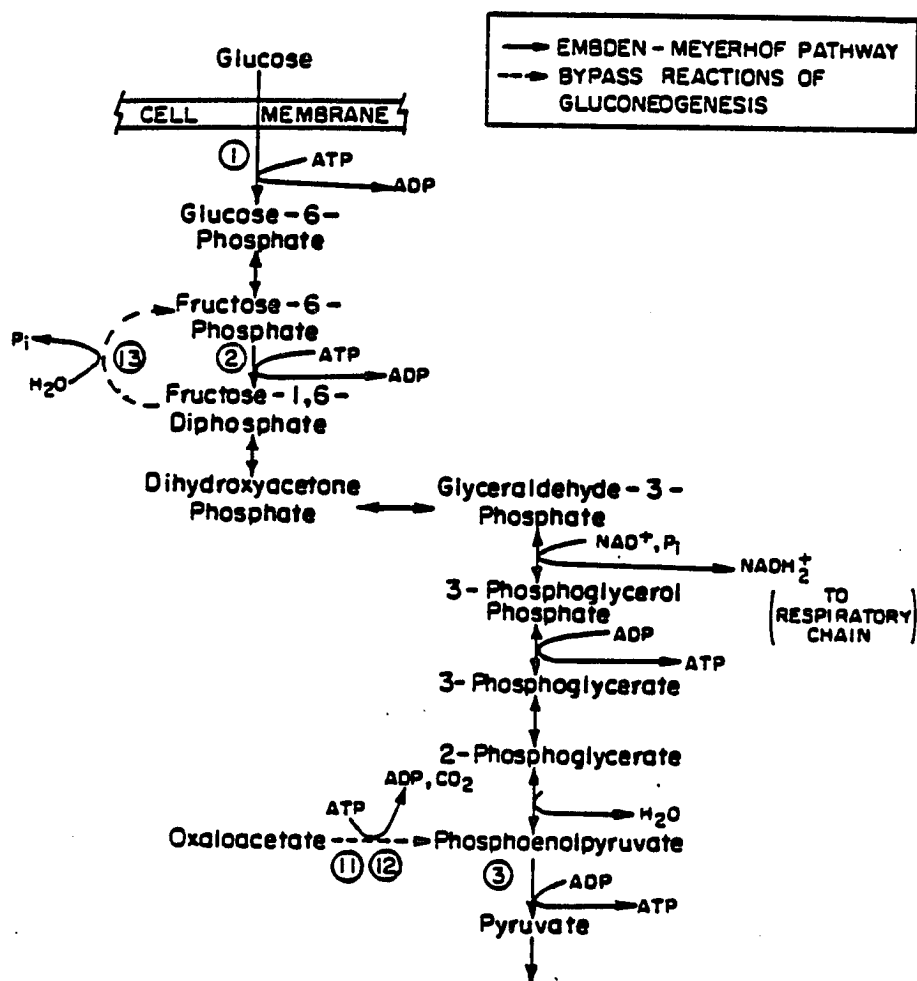 EMBDEN-MEYERHOF PATHWAY
BYPASS REACTIONS OF
GLUCONEOGENESIS
Glucose
CELL MEMBRANE
1
ATP
ADP
Glucose-6-
Phosphate
Fructose-6-
Phosphate
Pi
13
2
ATP
H2O
ADP
Fructose-1,6-
Diphosphate
Dihydroxyacetone
Phosphate
Glyceraldehyde-3-
Phosphate
NAD+, Pi
NADH2+
(TO
RESPIRATORY
CHAIN)
3-Phosphoglycerol
Phosphate
ADP
ATP
3-Phosphoglycerate
2-Phosphoglycerate
ADP, CO2
ATP
H2O
Oxaloacetate
11 12
Phosphoenolpyruvate
3
ADP
ATP
Pyruvate